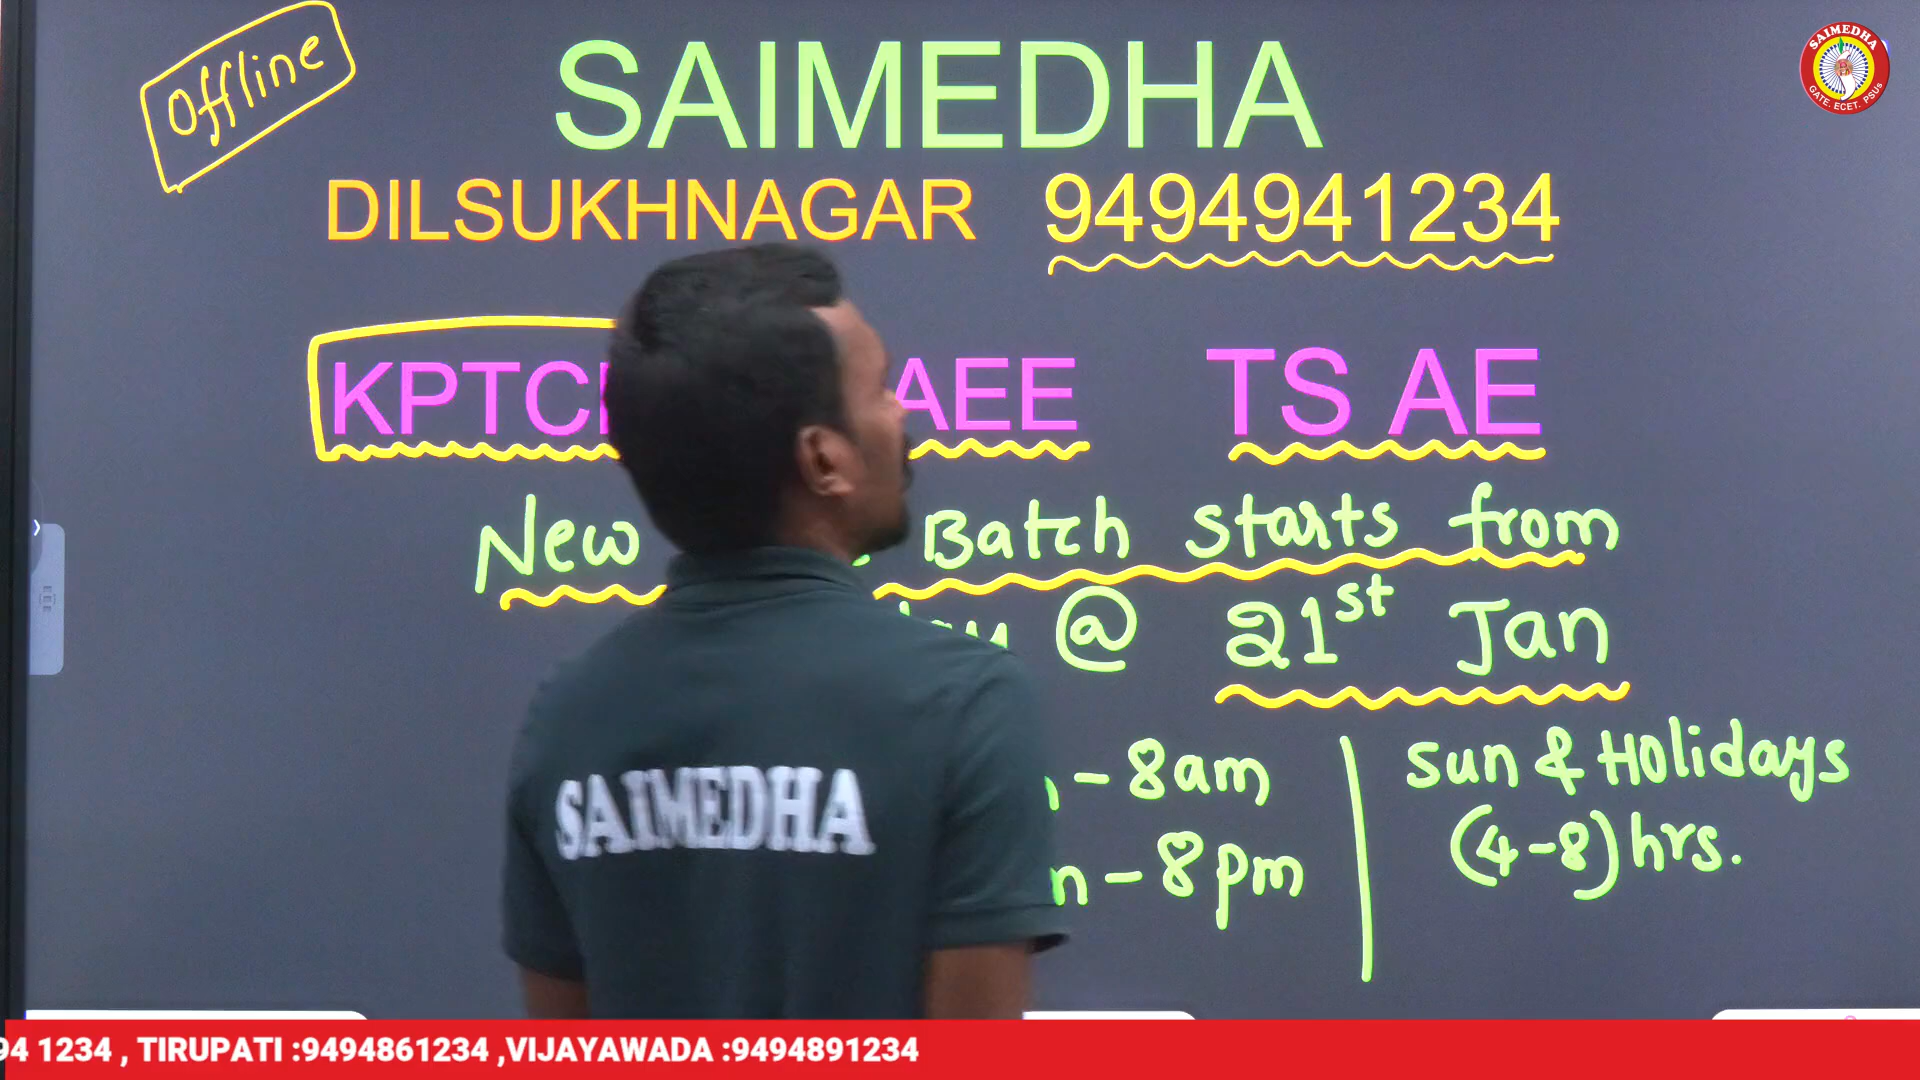 Offline
SAIMEDHA
SAIMEDHA
GATE. ECET. PSUs
DILSUKHNAGAR 9494941234
AEE TS AE
New Batch starts from
@ 21st Jan
- 8am
- 8pm
Sun & Holidays
(4-8) hrs.
SAIMEDHA
94 1234 , TIRUPATI :9494861234 ,VIJAYAWADA :9494891234